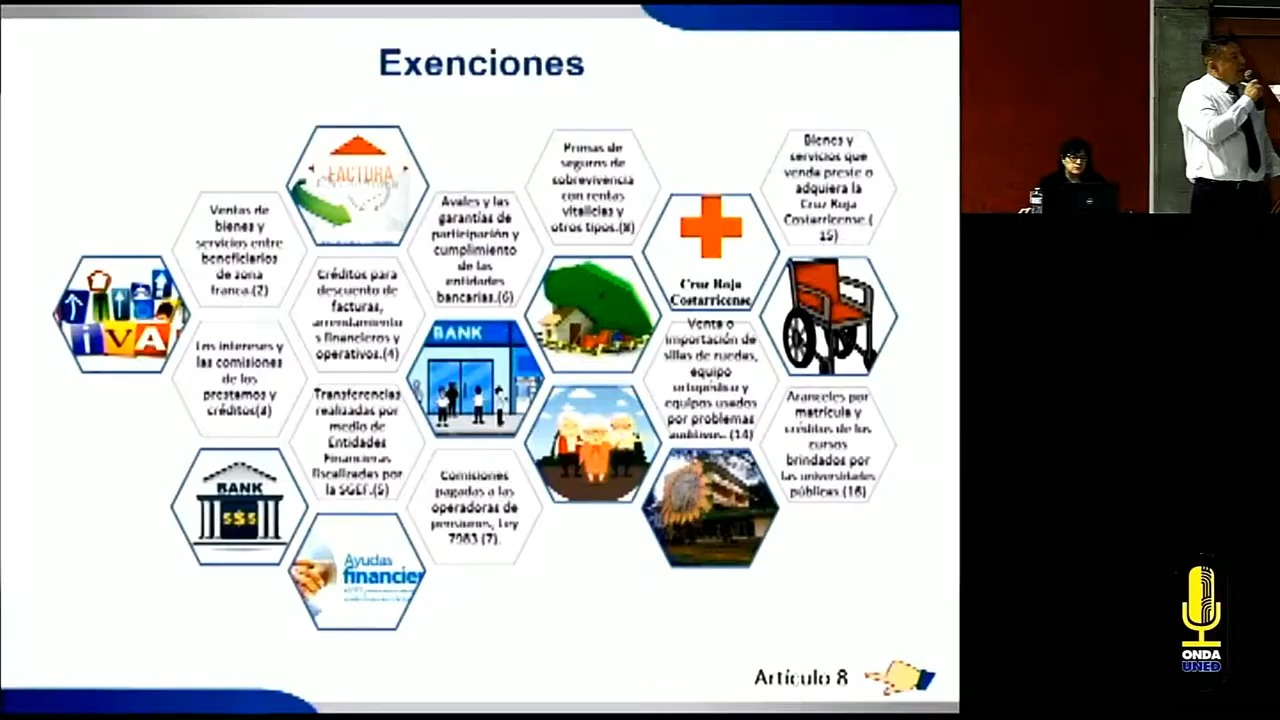 Exenciones
FACTURA
Ventas de
bienes y
servicios entre
beneficiarios
de zona
franca.(2)
iVA
Los intereses y
las comisiones
de los
prestamos y
créditos(4)
BANK
$$$
Créditos para
descuento de
facturas,
arrendamiento
s financieros y
operativos.(4)
Transferencias
realizadas por
medio de
Entidades
Financieras
fiscalizadas por
la SGEF.(5)
Ayudas
financier
Avales y las
garantías de
participación y
cumplimiento
de las
entidades
bancarias.(6)
BANK
Comisiones
pagadas a las
operadoras de
pensiones, Ley
7983 (7).
Primas de
seguros de
sobrevivencia
con rentas
vitalicias y
otros tipos.(8)
Cruz Roja
Costarricense
Venta o
importación de
sillas de ruedas,
equipo
ortopédico y
equipos usados
por problemas
auditivos. (14)
Bienes y
servicios que
venda preste o
adquiera la
Cruz Roja
Costarricense (
15)
Aranceles por
matrícula y
créditos de los
cursos
brindados por
las universidades
públicas (16)
Artículo 8
ONDA
UNED